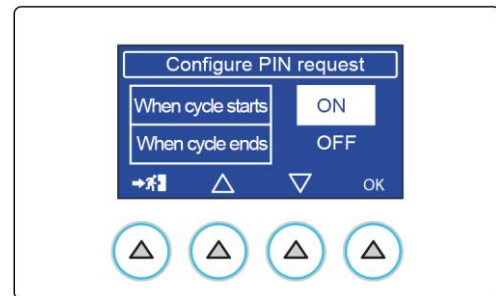 Configure PIN request
When cycle starts ON
When cycle ends OFF
OK